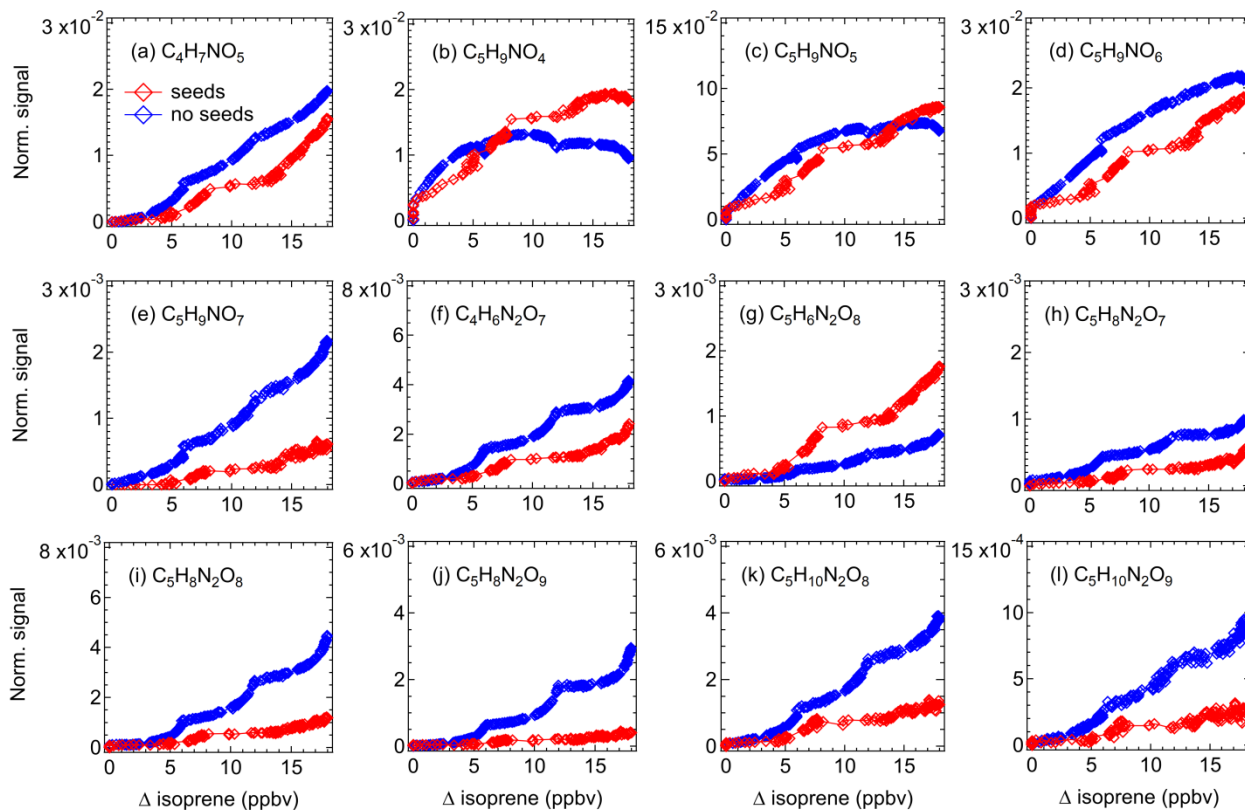 3 x10⁻²
(a) C₄H₇NO₅
seeds
no seeds
2
1
0
0 5 10 15
Norm. signal
3 x10⁻²
(b) C₅H₉NO₄
2
1
0
0 5 10 15
15 x10⁻²
(c) C₅H₉NO₅
10
5
0
0 5 10 15
3 x10⁻²
(d) C₅H₉NO₆
2
1
0
0 5 10 15
3 x10⁻³
(e) C₅H₉NO₇
2
1
0
0 5 10 15
Norm. signal
8 x10⁻³
(f) C₄H₆N₂O₇
6
4
2
0
0 5 10 15
3 x10⁻³
(g) C₅H₆N₂O₈
2
1
0
0 5 10 15
3 x10⁻³
(h) C₅H₈N₂O₇
2
1
0
0 5 10 15
8 x10⁻³
(i) C₅H₈N₂O₈
6
4
2
0
0 5 10 15
Norm. signal
Δ isoprene (ppbv)
6 x10⁻³
(j) C₅H₈N₂O₉
4
2
0
0 5 10 15
Δ isoprene (ppbv)
6 x10⁻³
(k) C₅H₁₀N₂O₈
4
2
0
0 5 10 15
Δ isoprene (ppbv)
15 x10⁻⁴
(l) C₅H₁₀N₂O₉
10
5
0
0 5 10 15
Δ isoprene (ppbv)